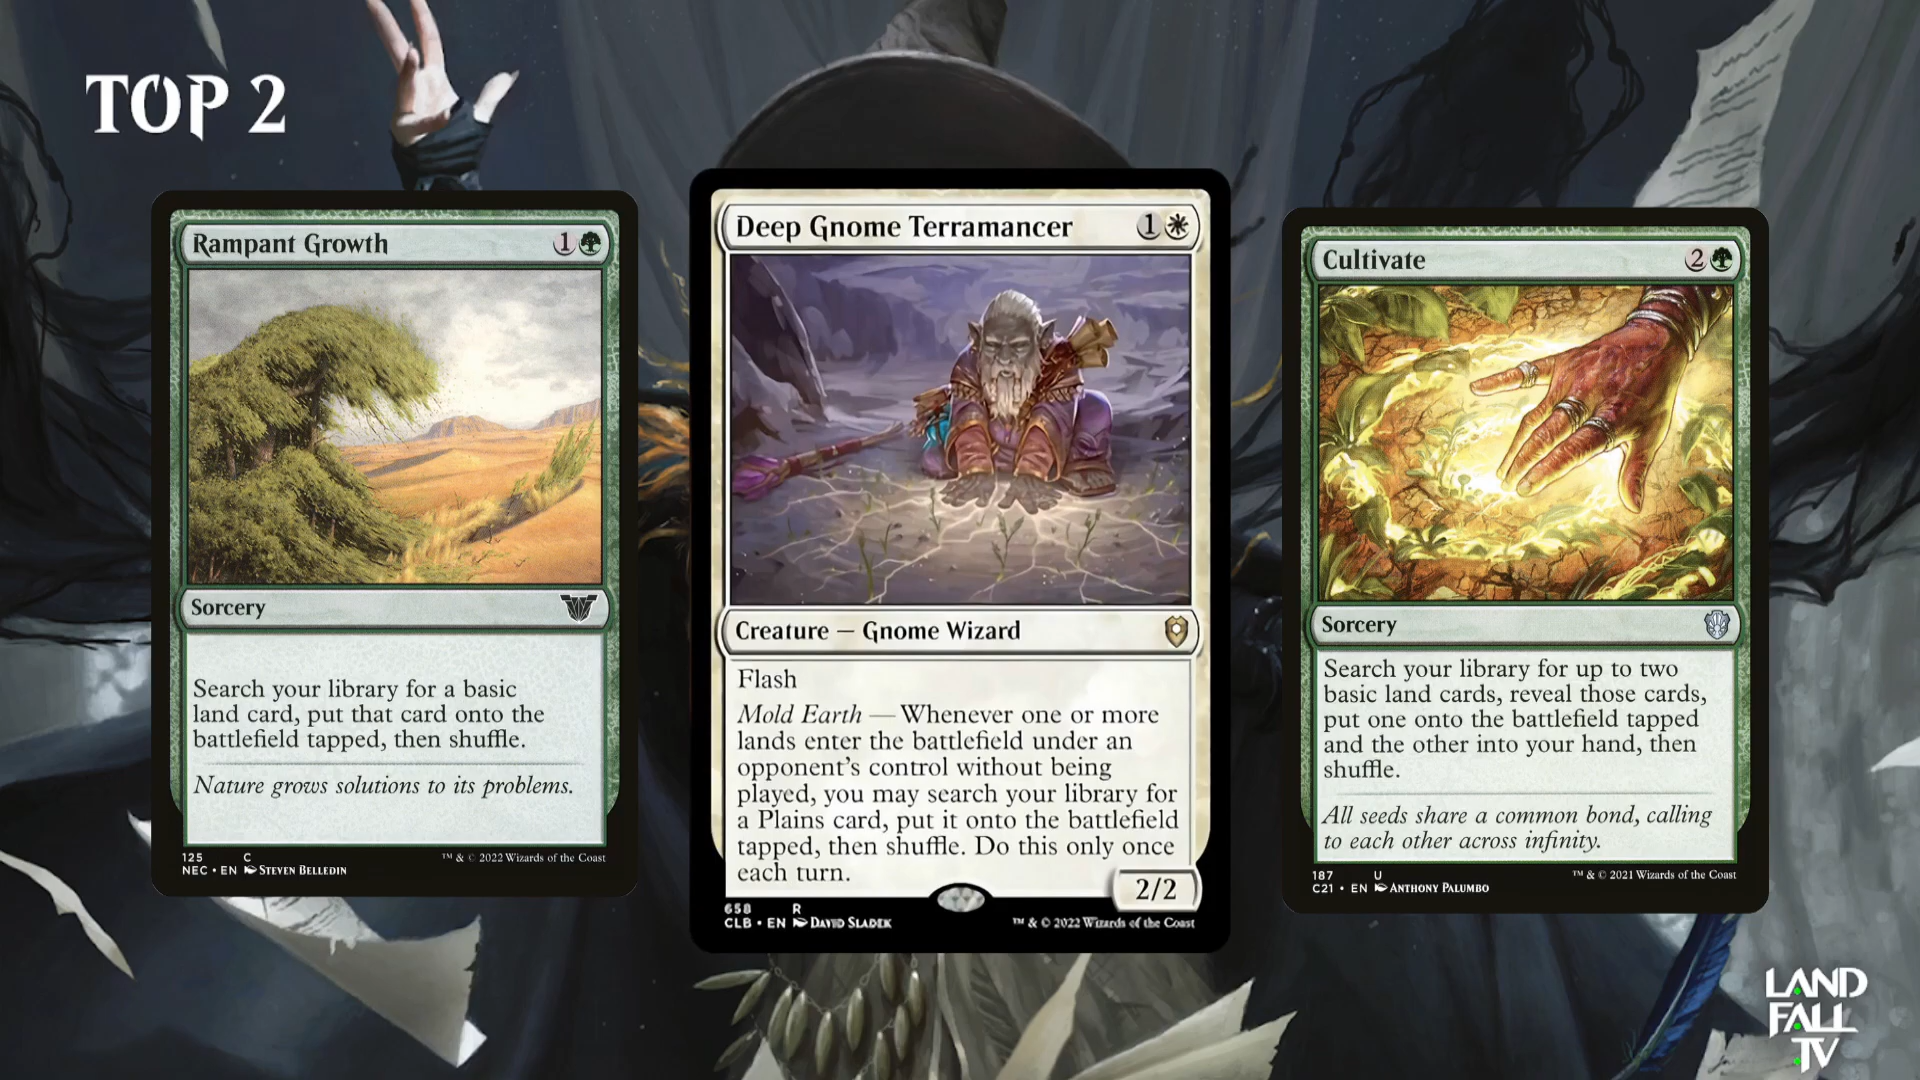 TOP 2
Rampant Growth 1
Sorcery
Search your library for a basic
land card, put that card onto the
battlefield tapped, then shuffle.
Nature grows solutions to its problems.
125 C
NEC • EN STEVEN BELLEDIN
™ & © 2022 Wizards of the Coast
Deep Gnome Terramancer 1
Creature — Gnome Wizard
Flash
Mold Earth — Whenever one or more
lands enter the battlefield under an
opponent's control without being
played, you may search your library for
a Plains card, put it onto the battlefield
tapped, then shuffle. Do this only once
each turn.
2/2
658 R
CLB • EN DAVID SLADEK
™ & © 2022 Wizards of the Coast
Cultivate 2
Sorcery
Search your library for up to two
basic land cards, reveal those cards,
put one onto the battlefield tapped
and the other into your hand, then
shuffle.
All seeds share a common bond, calling
to each other across infinity.
187 U
C21 • EN ANTHONY PALUMBO
™ & © 2021 Wizards of the Coast
LAND
FALL
TV